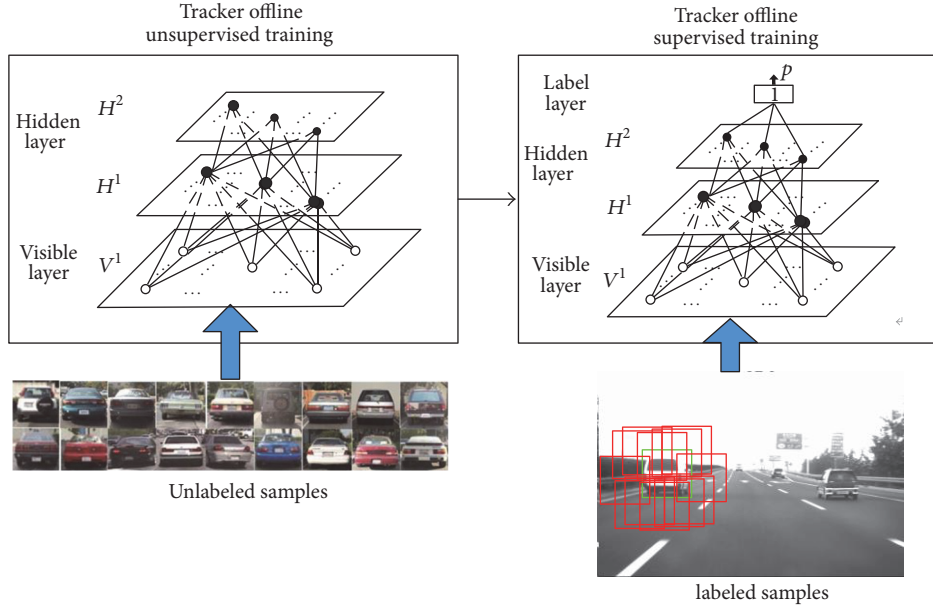 Tracker offline
unsupervised training
Hidden
layer
H²
H¹
Visible
layer
V¹
Unlabeled samples
Tracker offline
supervised training
p
Label
layer
1
H²
Hidden
layer
H¹
Visible
layer
V¹
labeled samples